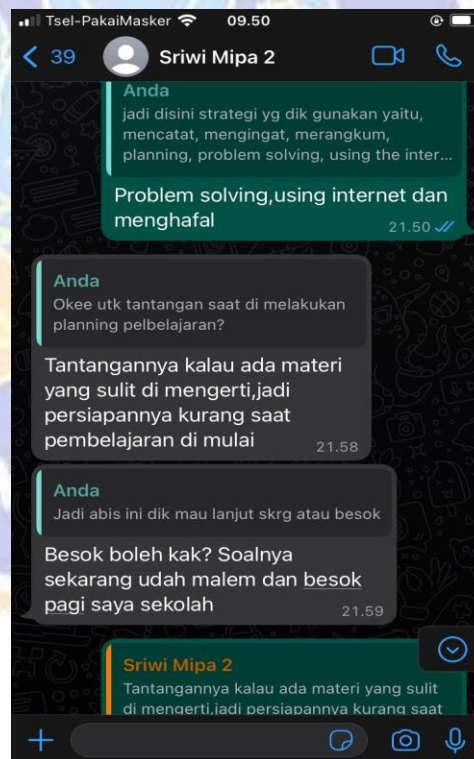 Tsel-PakaiMasker 09.50
39 Sriwi Mipa 2
Anda
jadi disini strategi yg dik gunakan yaitu,
mencatat, mengingat, merangkum,
planning, problem solving, using the inter...
Problem solving,using internet dan
menghafal
21.50
Anda
Okee utk tantangan saat di melakukan
planning pelbelajaran?
Tantangannya kalau ada materi
yang sulit di mengerti,jadi
persiapannya kurang saat
pembelajaran di mulai 21.58
Anda
Jadi abis ini dik mau lanjut skrg atau besok
Besok boleh kak? Soalnya
sekarang udah malem dan besok
pagi saya sekolah 21.59
Sriwi Mipa 2
Tantangannya kalau ada materi yang sulit
di mengerti,jadi persiapannya kurang saat